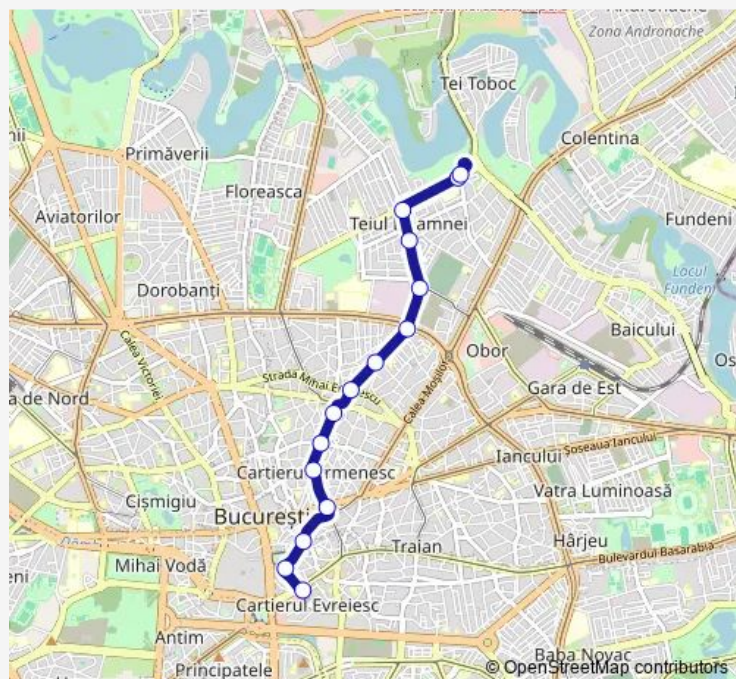 Zona Andronache
Tei Toboc
Colentina
Primăverii
Floreasca
Aviatorilor
Fundeni
Lacul
Fundeni
Dorobanți
Calea Victoriei
Baicului
Obor
Strada Mihai
Calea Moșilor
Gara de Est
a de Nord
Șoseaua Iancului
Iancului
Vatra Luminoasă
Cișmigiu
București
Traian
Hârjeu
Bulevardul Basarabia
Mihai Vodă
Cartierul Evreiesc
Antim
Principatele
Baba Novac
© OpenStreetMap contributors